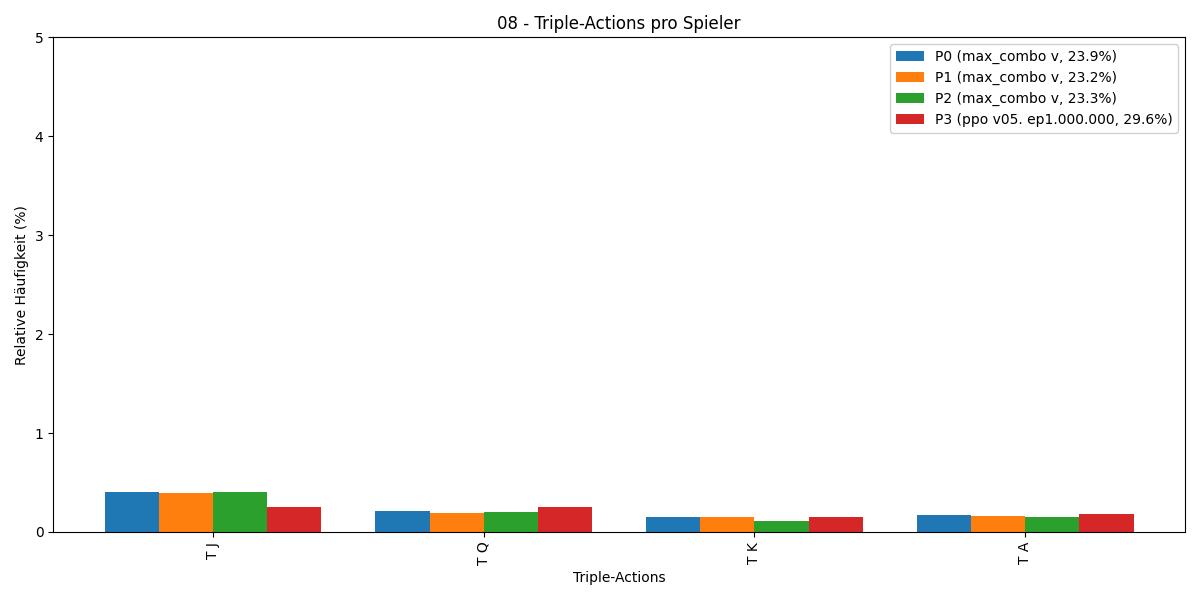 08 - Triple-Actions pro Spieler
P0 (max_combo v, 23.9%)
P1 (max_combo v, 23.2%)
P2 (max_combo v, 23.3%)
P3 (ppo v05. ep1.000.000, 29.6%)
Relative Häufigkeit (%)
5
4
3
2
1
0
T J
T Q
T K
T A
Triple-Actions